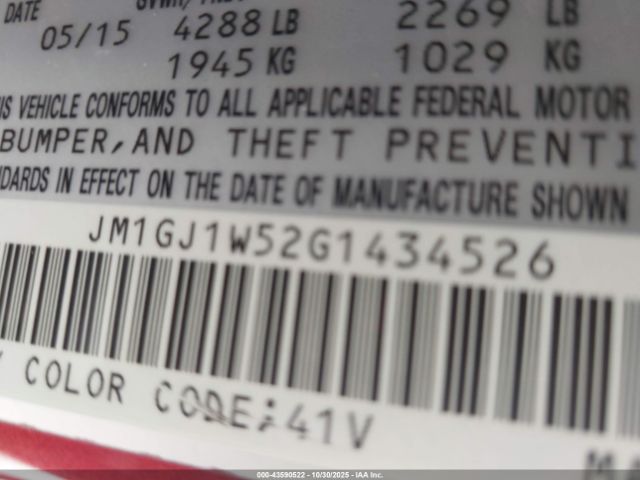 DATE
05/15 4288 LB 2269 LB
1945 KG 1029 KG
VEHICLE CONFORMS TO ALL APPLICABLE FEDERAL MOTOR
BUMPER, AND THEFT PREVENTI
IN EFFECT ON THE DATE OF MANUFACTURE SHOWN
JM1GJ1W52G1434526
COLOR CODE:41V
000-43590522 - 10/30/2025 - IAA Inc.